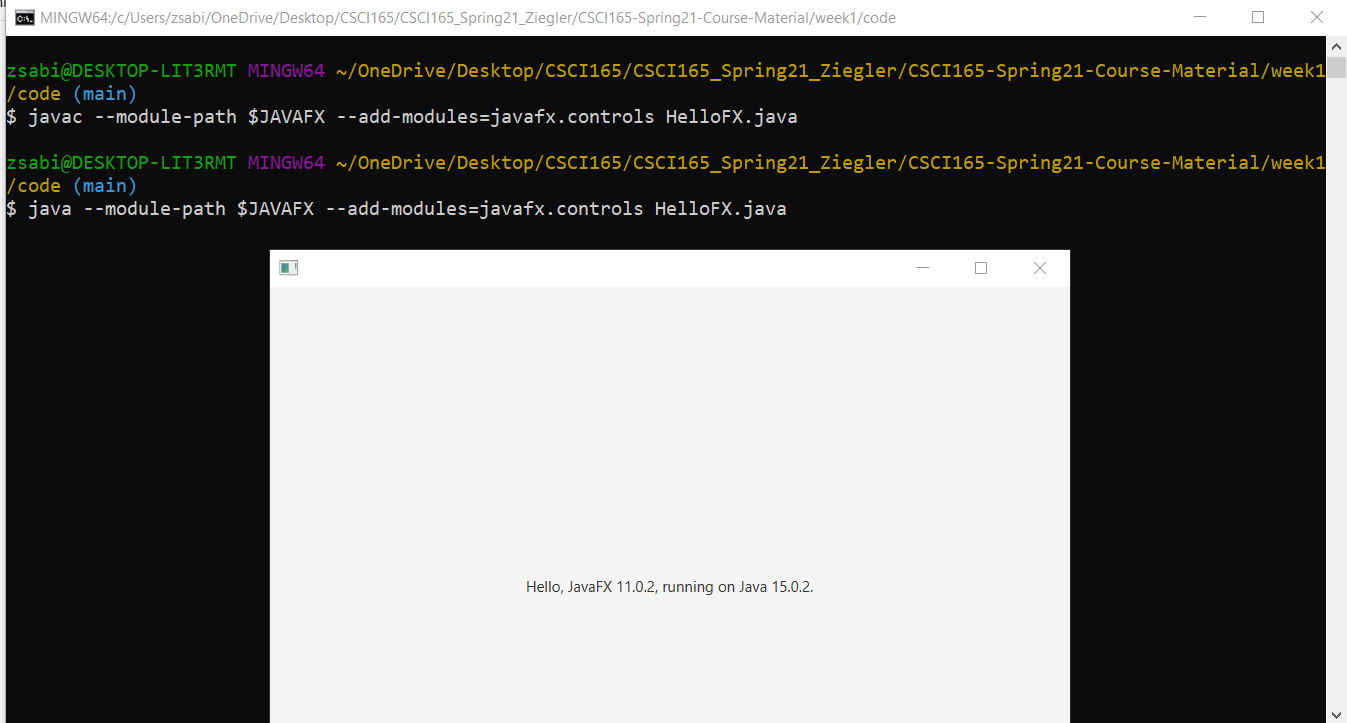 MINGW64:/c/Users/zsabi/OneDrive/Desktop/CSCI165/CSCI165_Spring21_Ziegler/CSCI165-Spring21-Course-Material/week1/code
zsabi@DESKTOP-LIT3RMT MINGW64 ~/OneDrive/Desktop/CSCI165/CSCI165_Spring21_Ziegler/CSCI165-Spring21-Course-Material/week1
/code (main)
$ javac --module-path $JAVAFX --add-modules=javafx.controls HelloFX.java
zsabi@DESKTOP-LIT3RMT MINGW64 ~/OneDrive/Desktop/CSCI165/CSCI165_Spring21_Ziegler/CSCI165-Spring21-Course-Material/week1
/code (main)
$ java --module-path $JAVAFX --add-modules=javafx.controls HelloFX.java
Hello, JavaFX 11.0.2, running on Java 15.0.2.